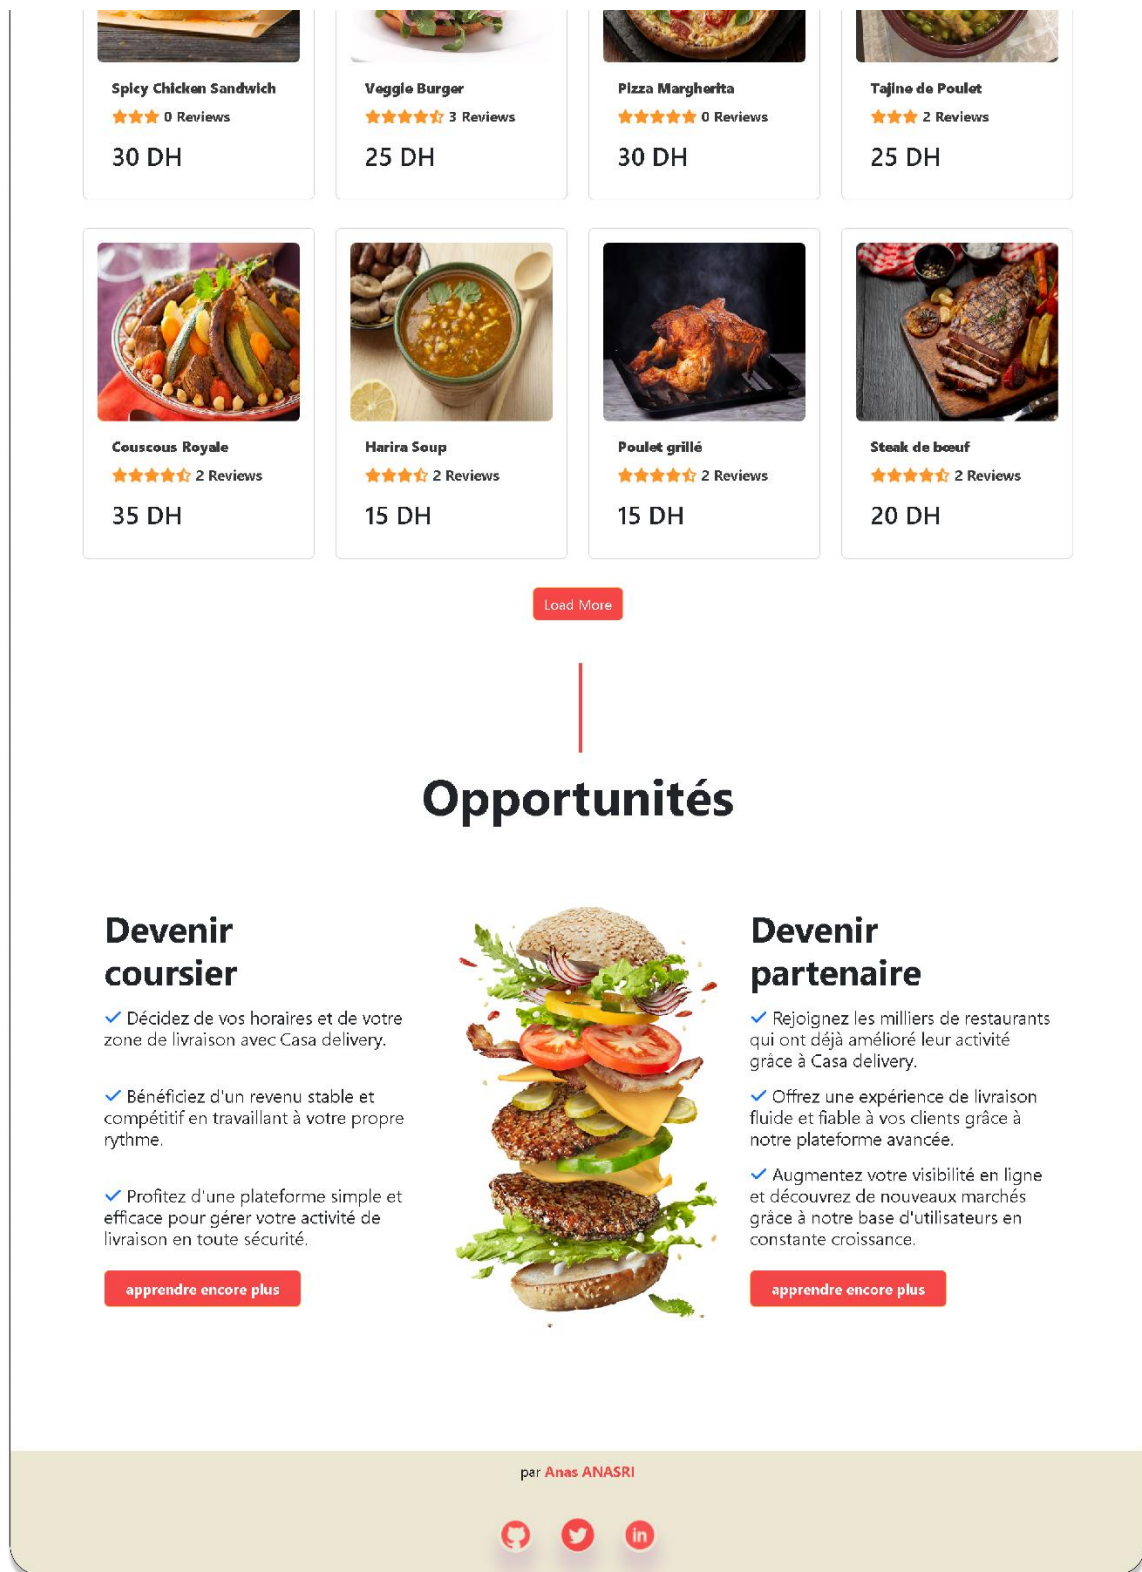 Spicy Chicken Sandwich
0 Reviews
30 DH
Veggie Burger
3 Reviews
25 DH
Pizza Margherita
0 Reviews
30 DH
Tajine de Poulet
2 Reviews
25 DH
Couscous Royale
2 Reviews
35 DH
Harira Soup
2 Reviews
15 DH
Poulet grillé
2 Reviews
15 DH
Steak de bœuf
2 Reviews
20 DH
Load More
Opportunités
Devenir
coursier
Décidez de vos horaires et de votre
zone de livraison avec Casa delivery.
Bénéficiez d'un revenu stable et
compétitif en travaillant à votre propre
rythme.
Profitez d'une plateforme simple et
efficace pour gérer votre activité de
livraison en toute sécurité.
apprendre encore plus
Devenir
partenaire
Rejoignez les milliers de restaurants
qui ont déjà amélioré leur activité
grâce à Casa delivery.
Offrez une expérience de livraison
fluide et fiable à vos clients grâce à
notre plateforme avancée.
Augmentez votre visibilité en ligne
et découvrez de nouveaux marchés
grâce à notre base d'utilisateurs en
constante croissance.
apprendre encore plus
par Anas ANASRI
in